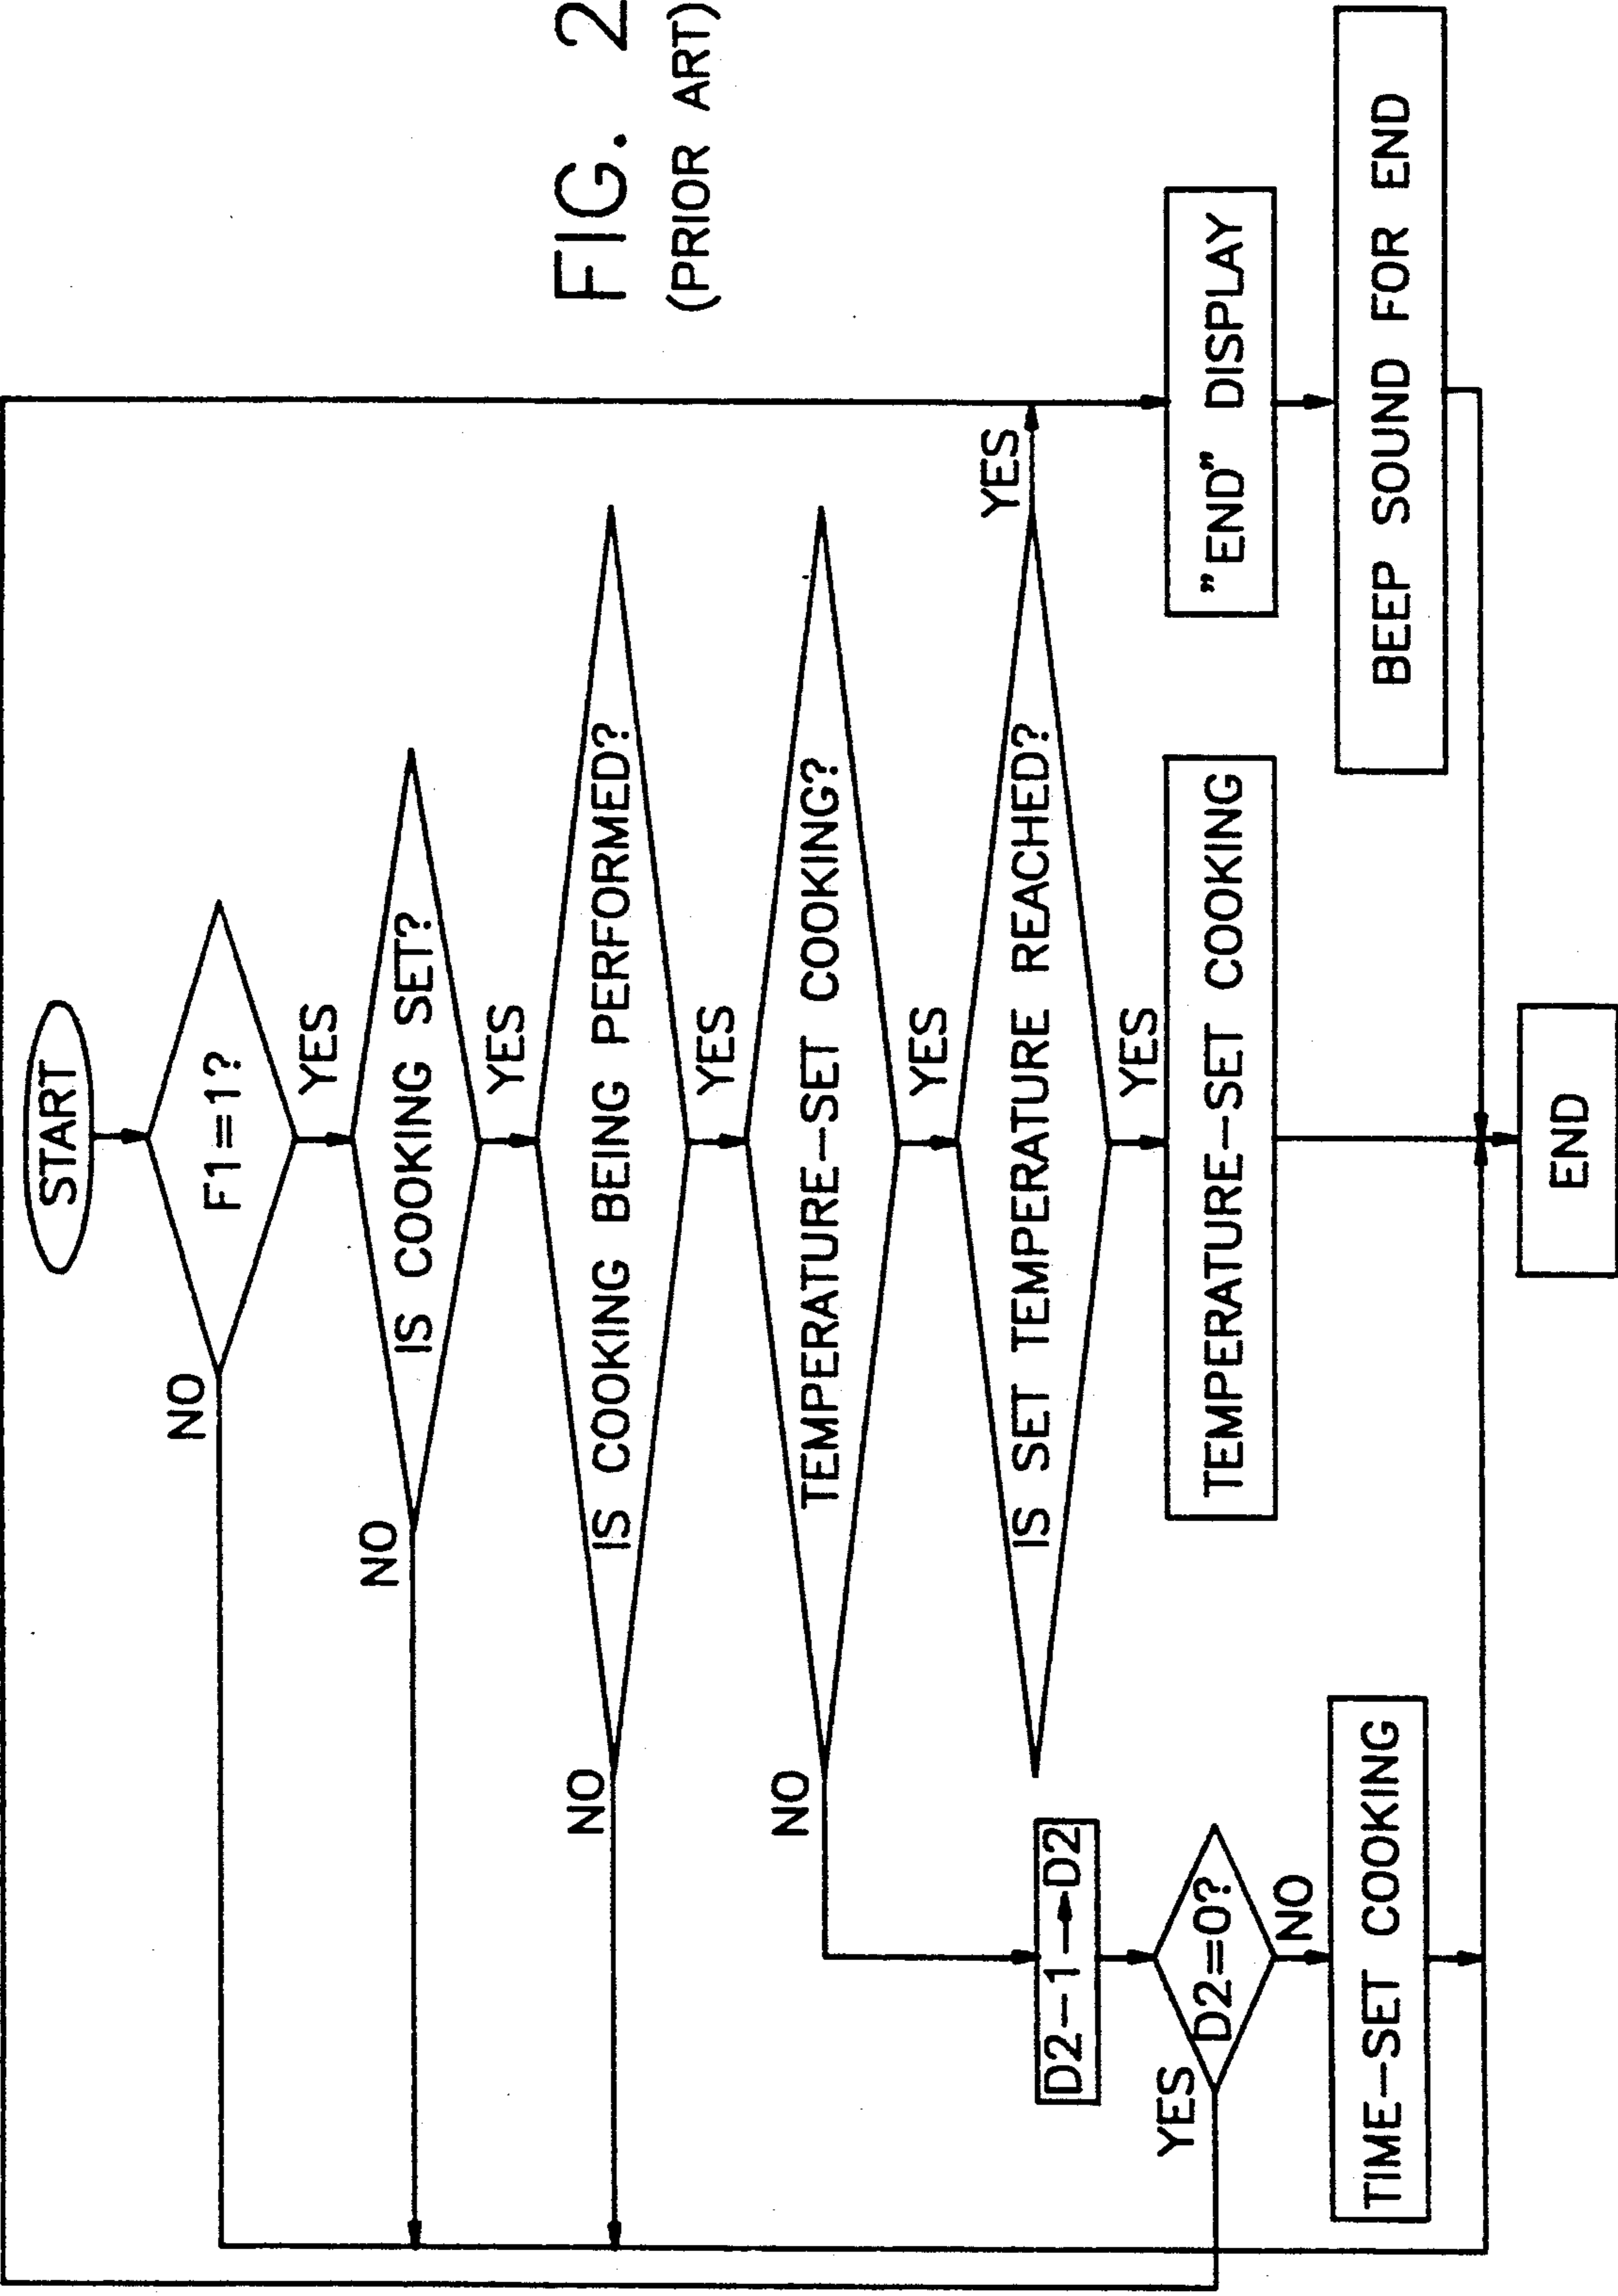 FIG. 2
(PRIOR ART)
START
F1=1?
NO
YES
IS COOKING SET?
NO
YES
IS COOKING BEING PERFORMED?
NO
YES
TEMPERATURE-SET COOKING?
NO
YES
IS SET TEMPERATURE REACHED?
YES
YES
D2-1→D2
D2=0?
YES
NO
TEMPERATURE-SET COOKING
"END" DISPLAY
TIME-SET COOKING
BEEP SOUND FOR END
END